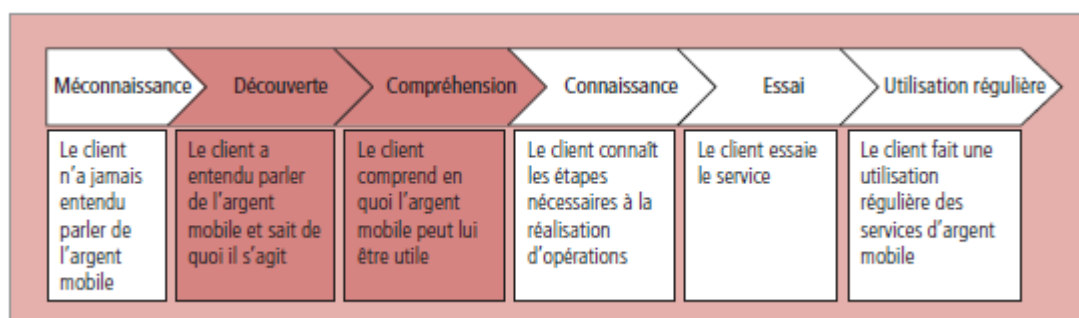 Méconnaissance
Découverte
Compréhension
Connaissance
Essai
Utilisation régulière
Le client
n'a jamais
entendu
parler de
l'argent
mobile
Le client a
entendu parler
de l'argent
mobile et sait de
quoi il s'agit
Le client
comprend en
quoi l'argent
mobile peut lui
être utile
Le client connaît
les étapes
nécessaires à la
réalisation
d'opérations
Le client essaie
le service
Le client fait une
utilisation
régulière des
services d'argent
mobile